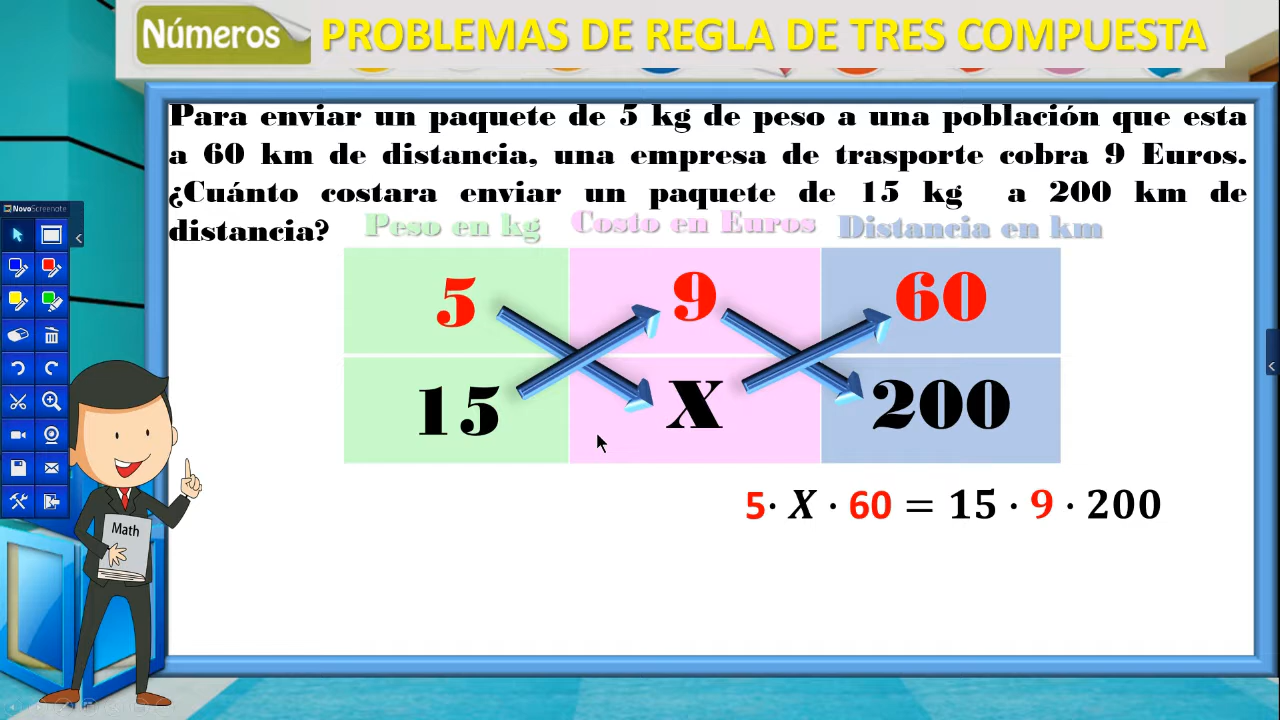 Números
PROBLEMAS DE REGLA DE TRES COMPUESTA
Para enviar un paquete de 5 kg de peso a una población que esta
a 60 km de distancia, una empresa de trasporte cobra 9 Euros.
¿Cuánto costara enviar un paquete de 15 kg a 200 km de
distancia?
Peso en kg Costo en Euros Distancia en km
5 9 60
15 X 200
5· X · 60 = 15 · 9 · 200
NovoScreenote
Math